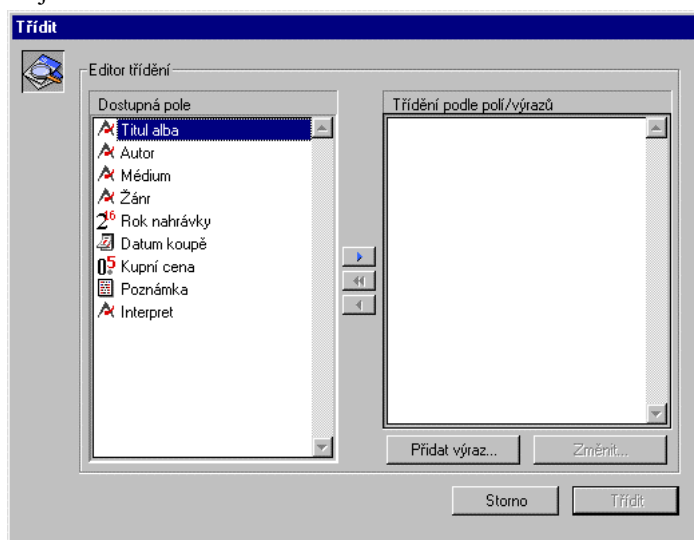 Třídit
Editor třídění
Dostupná pole
Titul alba
Autor
Médium
Žánr
Rok nahrávky
Datum koupě
Kupní cena
Poznámka
Interpret
Třídění podle polí/výrazů
Přidat výraz...
Změnit...
Storno
Třídit